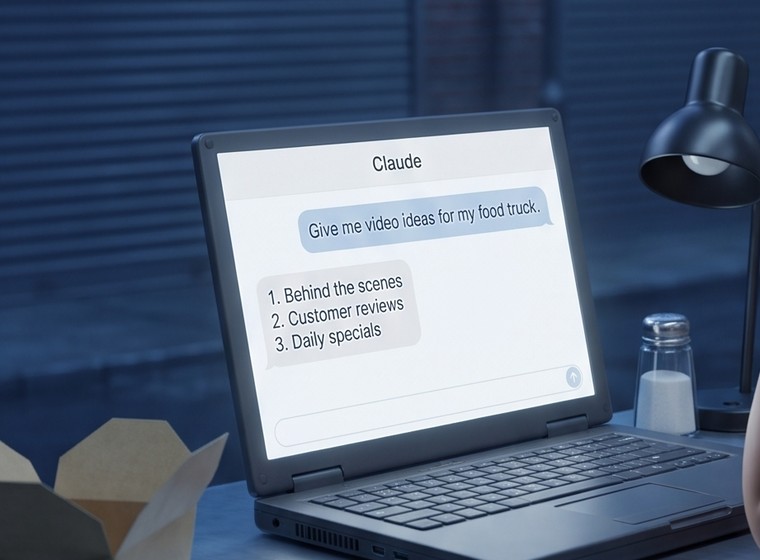 Claude
Give me video ideas for my food truck.
1. Behind the scenes
2. Customer reviews
3. Daily specials